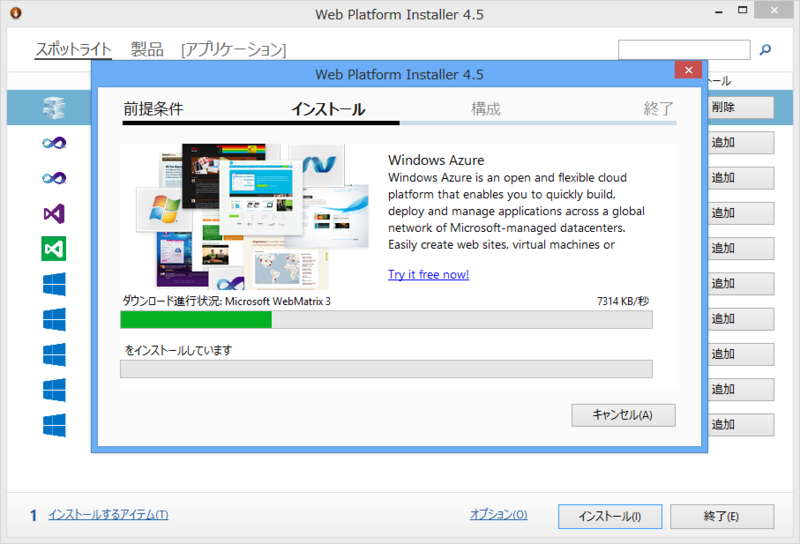 Web Platform Installer 4.5
スポットライト 製品 [アプリケーション]
Web Platform Installer 4.5
ール
前提条件 インストール 構成 終了
削除
追加
追加
追加
追加
追加
追加
追加
追加
追加
Windows Azure
Windows Azure is an open and flexible cloud
platform that enables you to quickly build,
deploy and manage applications across a global
network of Microsoft-managed datacenters.
Easily create web sites, virtual machines or
Try it free now!
ダウンロード進行状況: Microsoft WebMatrix 3 7314 KB/秒
をインストールしています
キャンセル(A)
1 インストールするアイテム(T) オプション(O) インストール(I) 終了(E)